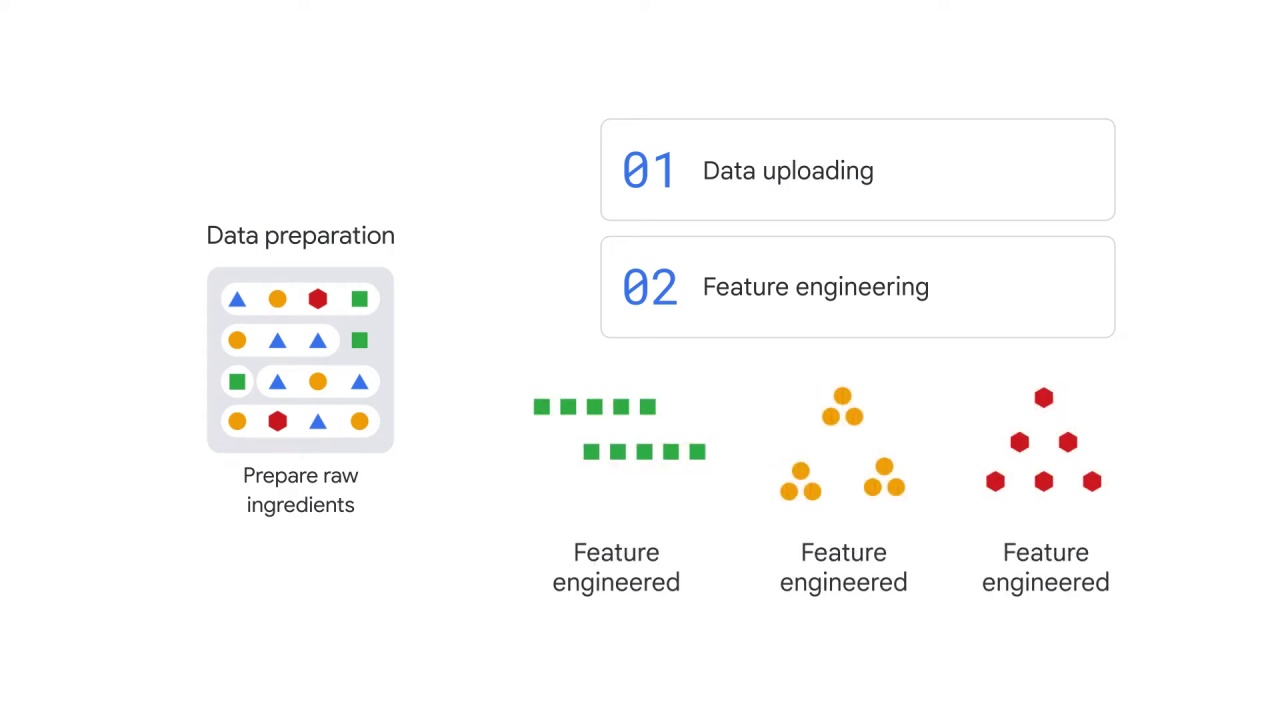 Data preparation
Prepare raw
ingredients
01 Data uploading
02 Feature engineering
Feature
engineered
Feature
engineered
Feature
engineered